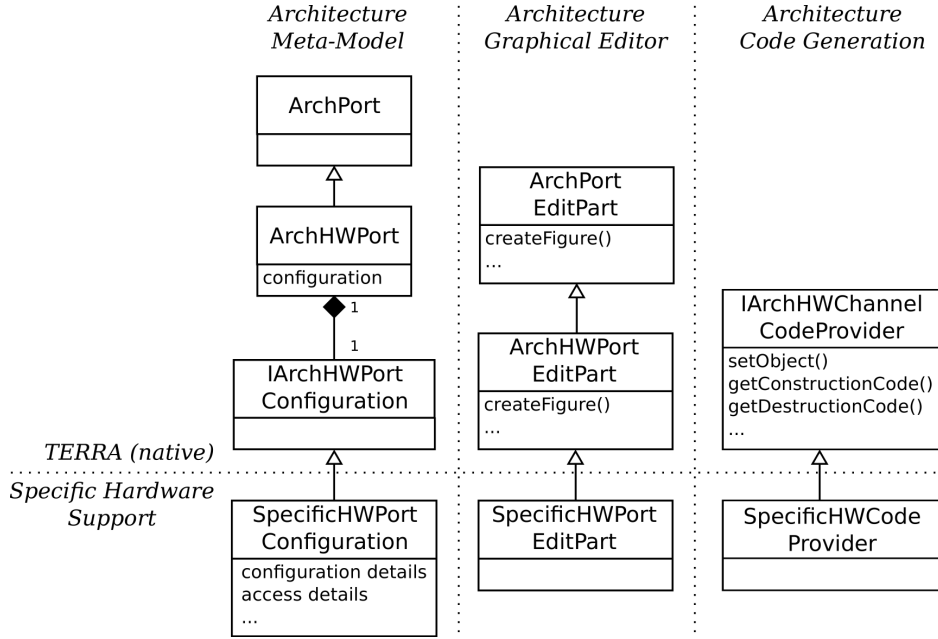 Architecture
Meta-Model
Architecture
Graphical Editor
Architecture
Code Generation
ArchPort
ArchHWPort
configuration
1
1
IArchHWPort
Configuration
ArchPort
EditPart
createFigure()
...
ArchHWPort
EditPart
createFigure()
...
IArchHWChannel
CodeProvider
setObject()
getConstructionCode()
getDestructionCode()
...
TERRA (native)
Specific Hardware
Support
SpecificHWPort
Configuration
configuration details
access details
...
SpecificHWPort
EditPart
SpecificHWCode
Provider